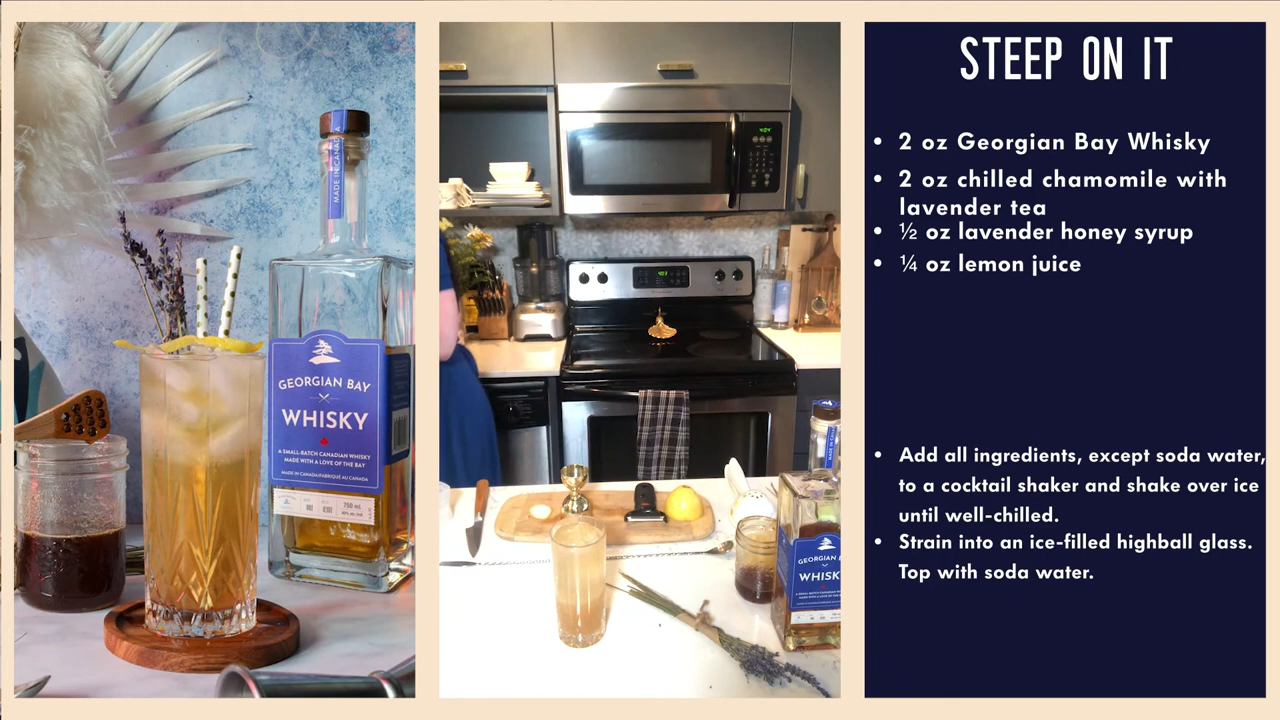 STEEP ON IT
• 2 oz Georgian Bay Whisky
• 2 oz chilled chamomile with
lavender tea
• ½ oz lavender honey syrup
• ¼ oz lemon juice
• Add all ingredients, except soda water,
to a cocktail shaker and shake over ice
until well-chilled.
• Strain into an ice-filled highball glass.
Top with soda water.
MADE IN CANADA
GEORGIAN BAY
WHISKY
A SMALL-BATCH CANADIAN WHISKY
MADE WITH A LOVE OF THE BAY
MADE IN CANADA/FABRIQUÉ AU CANADA
750 ml
4:04
GEORGIAN B
WHISK